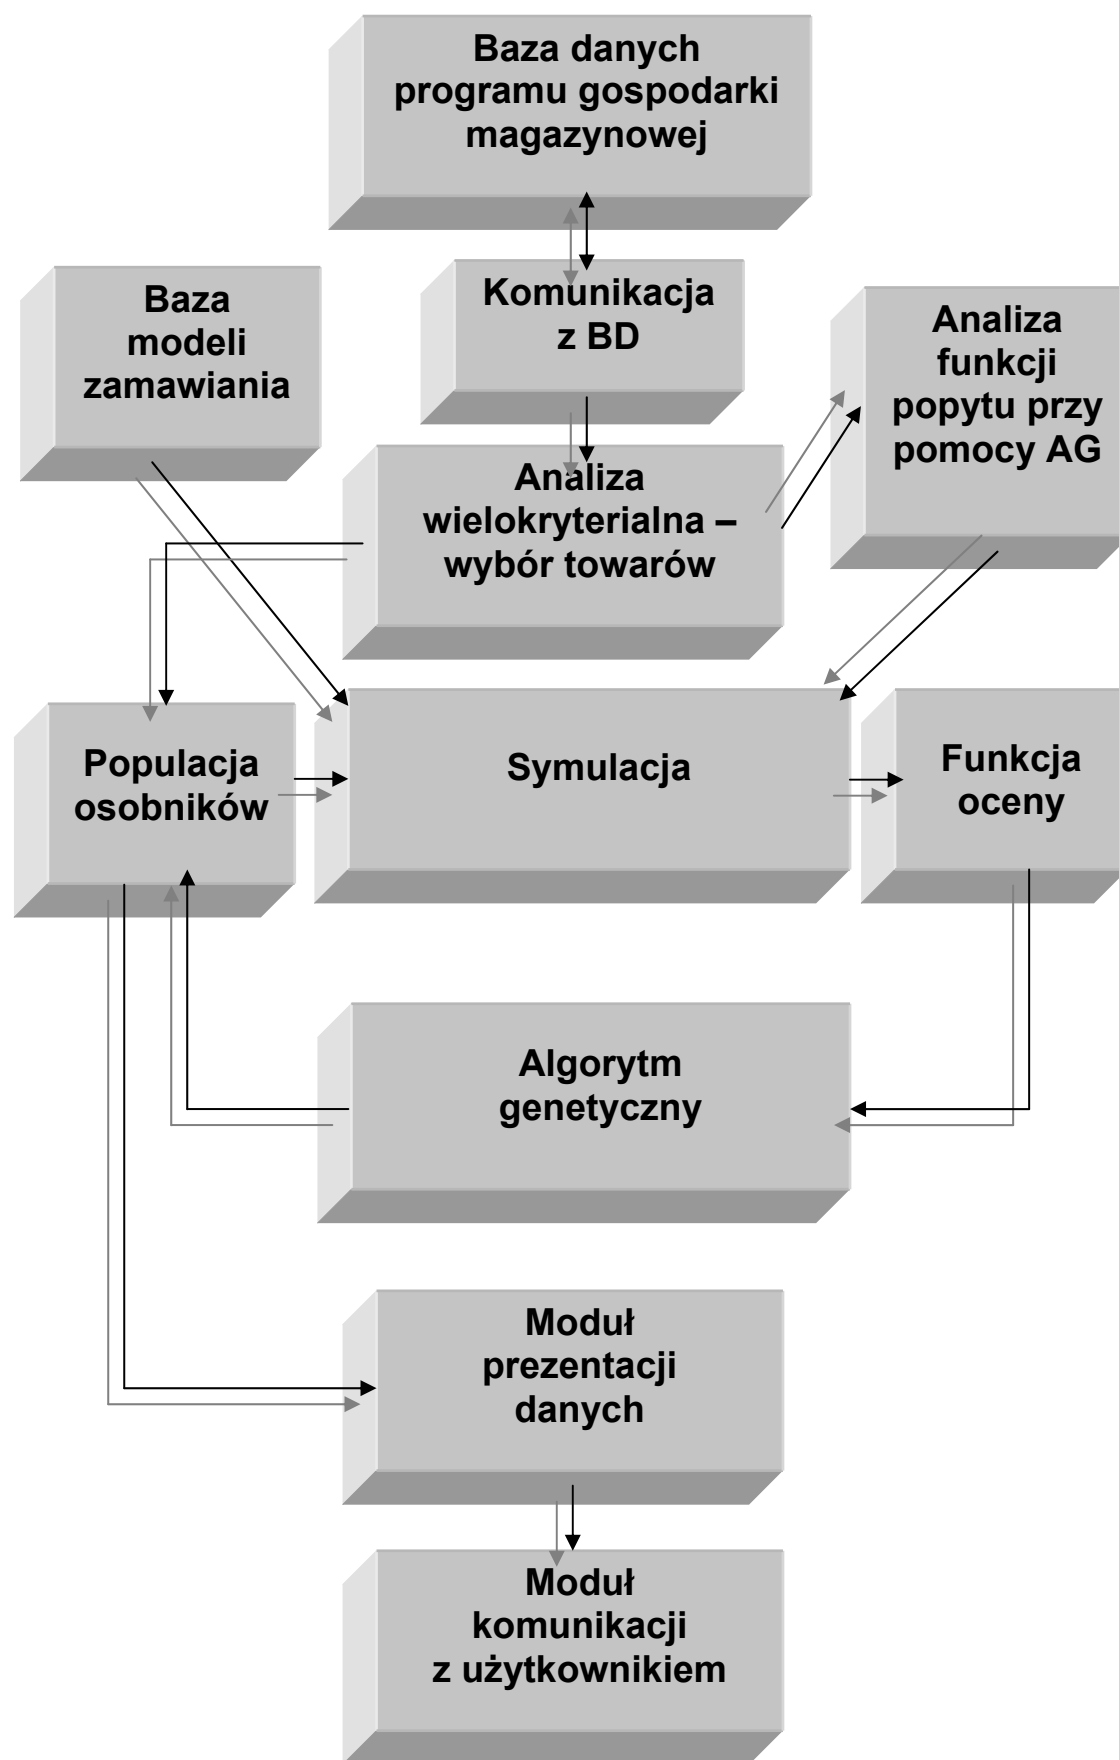 Baza danych
programu gospodarki
magazynowej
Komunikacja
z BD
Baza
modeli
zamawiania
Analiza
funkcji
popytu przy
pomocy AG
Analiza
wielokryterialna –
wybór towarów
Populacja
osobników
Symulacja
Funkcja
oceny
Algorytm
genetyczny
Moduł
prezentacji
danych
Moduł
komunikacji
z użytkownikiem